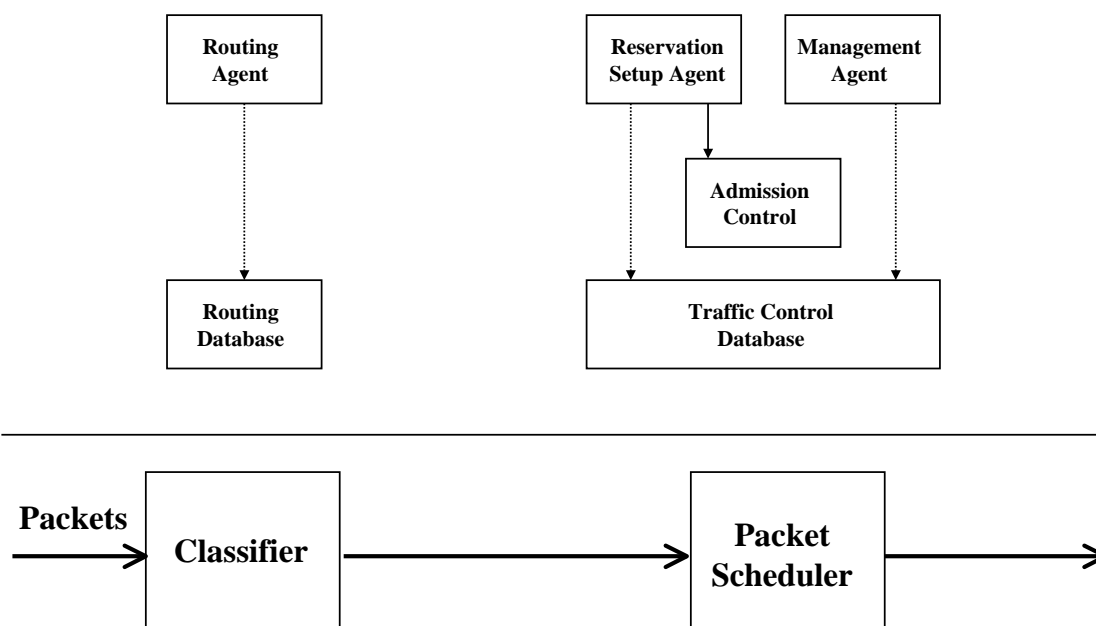 Routing
Agent
Reservation
Setup Agent
Management
Agent
Admission
Control
Routing
Database
Traffic Control
Database
Packets
Classifier
Packet
Scheduler